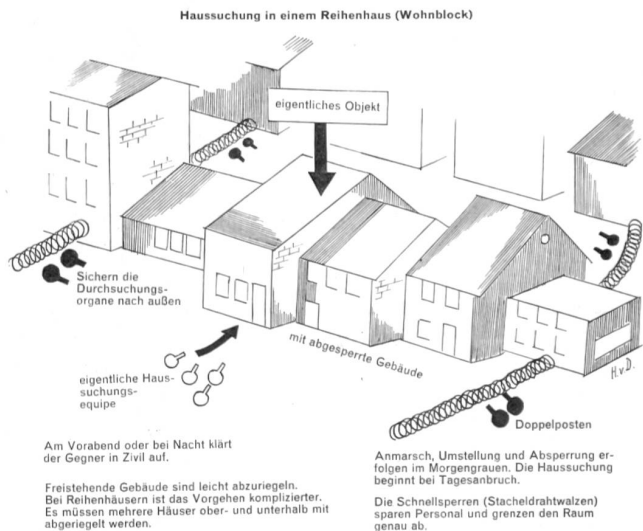 Haussuchung in einem Reihenhaus (Wohnblock)
eigentliches Objekt
Sichern die
Durchsuchungs-
organe nach außen
mit abgesperrte Gebäude
eigentliche Haus-
suchungs-
equipe
H.v.D.
Doppelposten
Am Vorabend oder bei Nacht klärt
der Gegner in Zivil auf.
Freistehende Gebäude sind leicht abzuriegeln.
Bei Reihenhäusern ist das Vorgehen komplizierter.
Es müssen mehrere Häuser ober- und unterhalb mit
abgeriegelt werden.
Anmarsch, Umstellung und Absperrung er-
folgen im Morgengrauen. Die Haussuchung
beginnt bei Tagesanbruch.
Die Schnellsperren (Stacheldrahtwalzen)
sparen Personal und grenzen den Raum
genau ab.